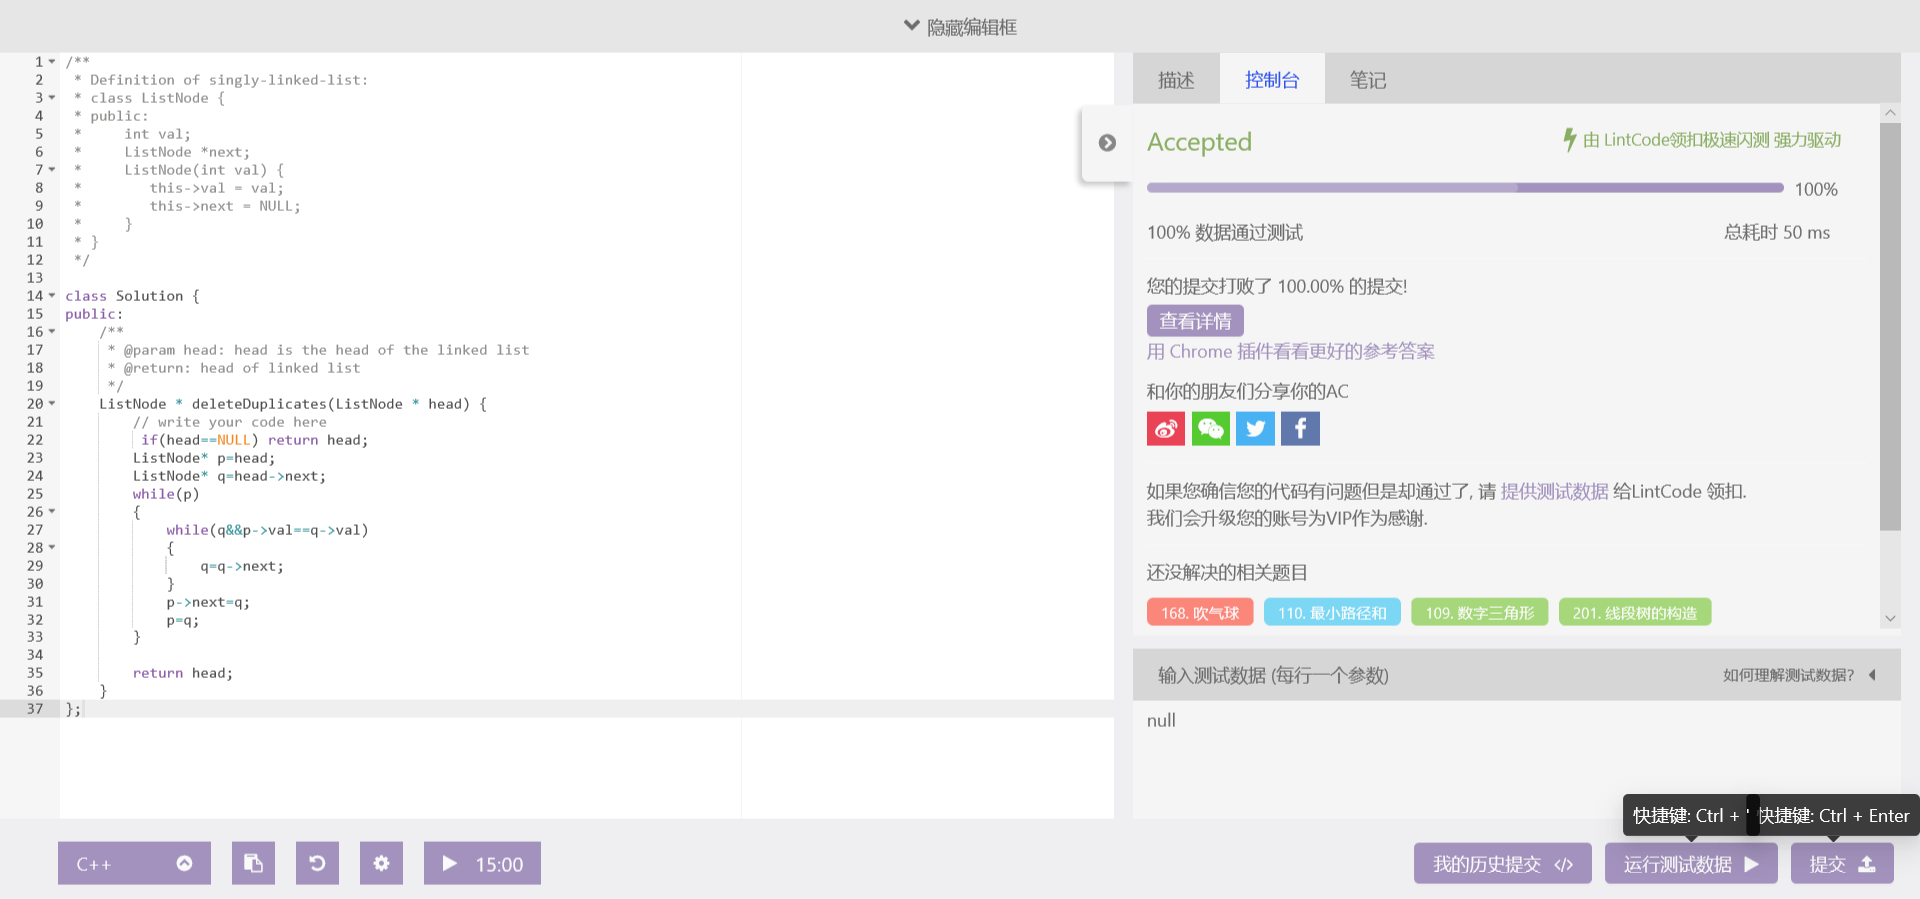 隐藏编辑框
1 /**
2  * Definition of singly-linked-list:
3  * class ListNode {
4  * public:
5  *     int val;
6  *     ListNode *next;
7  *     ListNode(int val) {
8  *        this->val = val;
9  *        this->next = NULL;
10  *     }
11  * }
12  */
13
14 class Solution {
15 public:
16     /**
17      * @param head: head is the head of the linked list
18      * @return: head of linked list
19      */
20     ListNode * deleteDuplicates(ListNode * head) {
21         // write your code here
22          if(head==NULL) return head;
23         ListNode* p=head;
24         ListNode* q=head->next;
25         while(p)
26         {
27             while(q&&p->val==q->val)
28             {
29                 q=q->next;
30             }
31             p->next=q;
32             p=q;
33         }
34
35         return head;
36     }
37 };
描述 控制台 笔记
Accepted
由 LintCode领扣极速闪测 强力驱动
100%
100% 数据通过测试 总耗时 50 ms
您的提交打败了 100.00% 的提交!
查看详情
用 Chrome 插件看看更好的参考答案
和你的朋友们分享你的AC
如果您确信您的代码有问题但是却通过了, 请 提供测试数据 给LintCode 领扣.
我们会升级您的账号为VIP作为感谢.
还没解决的相关题目
168. 吹气球 110. 最小路径和 109. 数字三角形 201. 线段树的构造
输入测试数据 (每行一个参数) 如何理解测试数据?
null
快捷键: Ctrl + ' 快捷键: Ctrl + Enter
C++ 15:00 我的历史提交 运行测试数据 提交